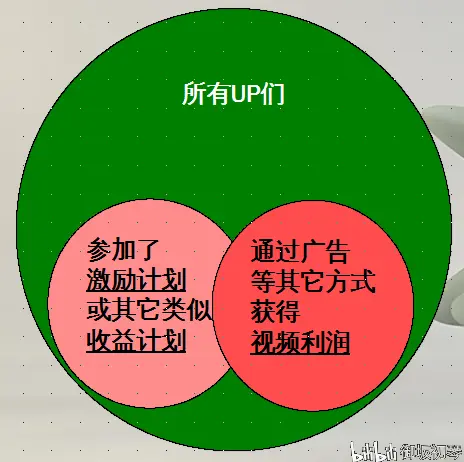 所有UP们
参加了
激励计划
或其它类似
收益计划
通过广告
等其它方式
获得
视频利润
bilibili